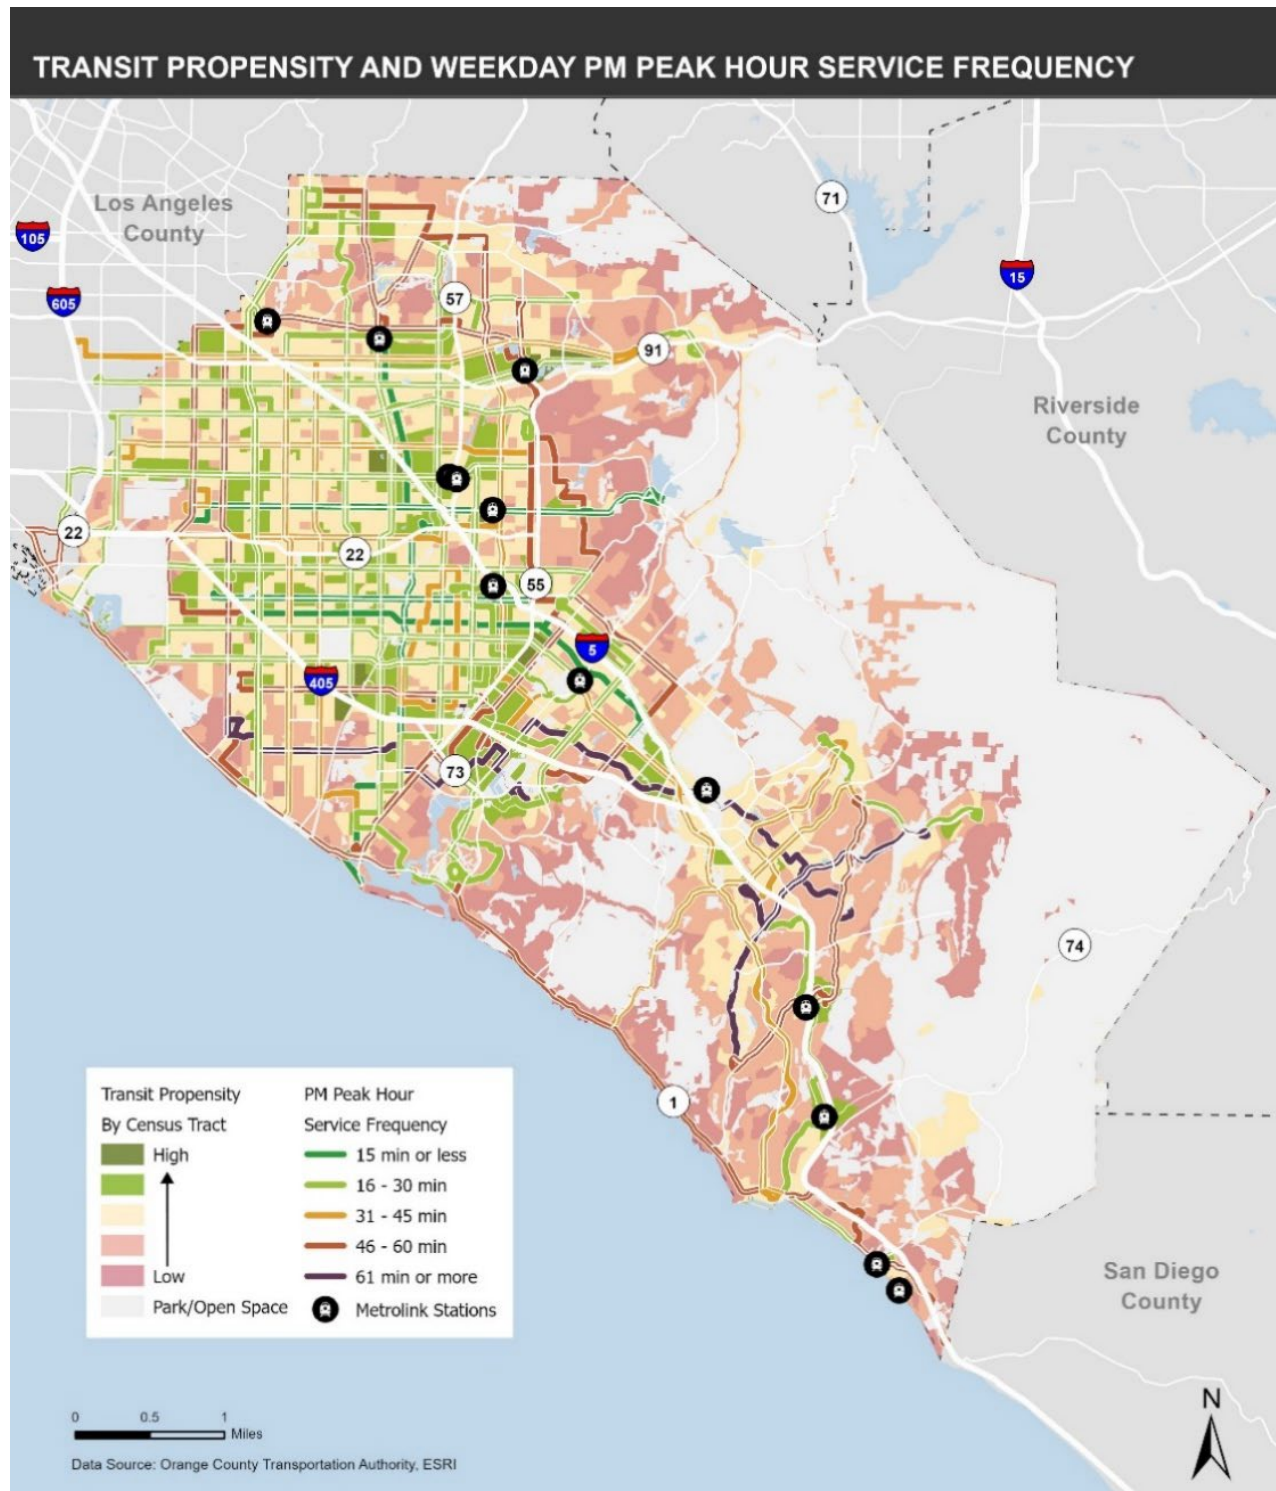 TRANSIT PROPENSITY AND WEEKDAY PM PEAK HOUR SERVICE FREQUENCY
Los Angeles
County
71
105
15
605
57
91
Riverside
County
22
22
55
5
405
73
74
1
Transit Propensity
By Census Tract
High
Low
Park/Open Space
PM Peak Hour
Service Frequency
15 min or less
16 - 30 min
31 - 45 min
46 - 60 min
61 min or more
Metrolink Stations
San Diego
County
0 0.5 1
Miles
N
Data Source: Orange County Transportation Authority, ESRI